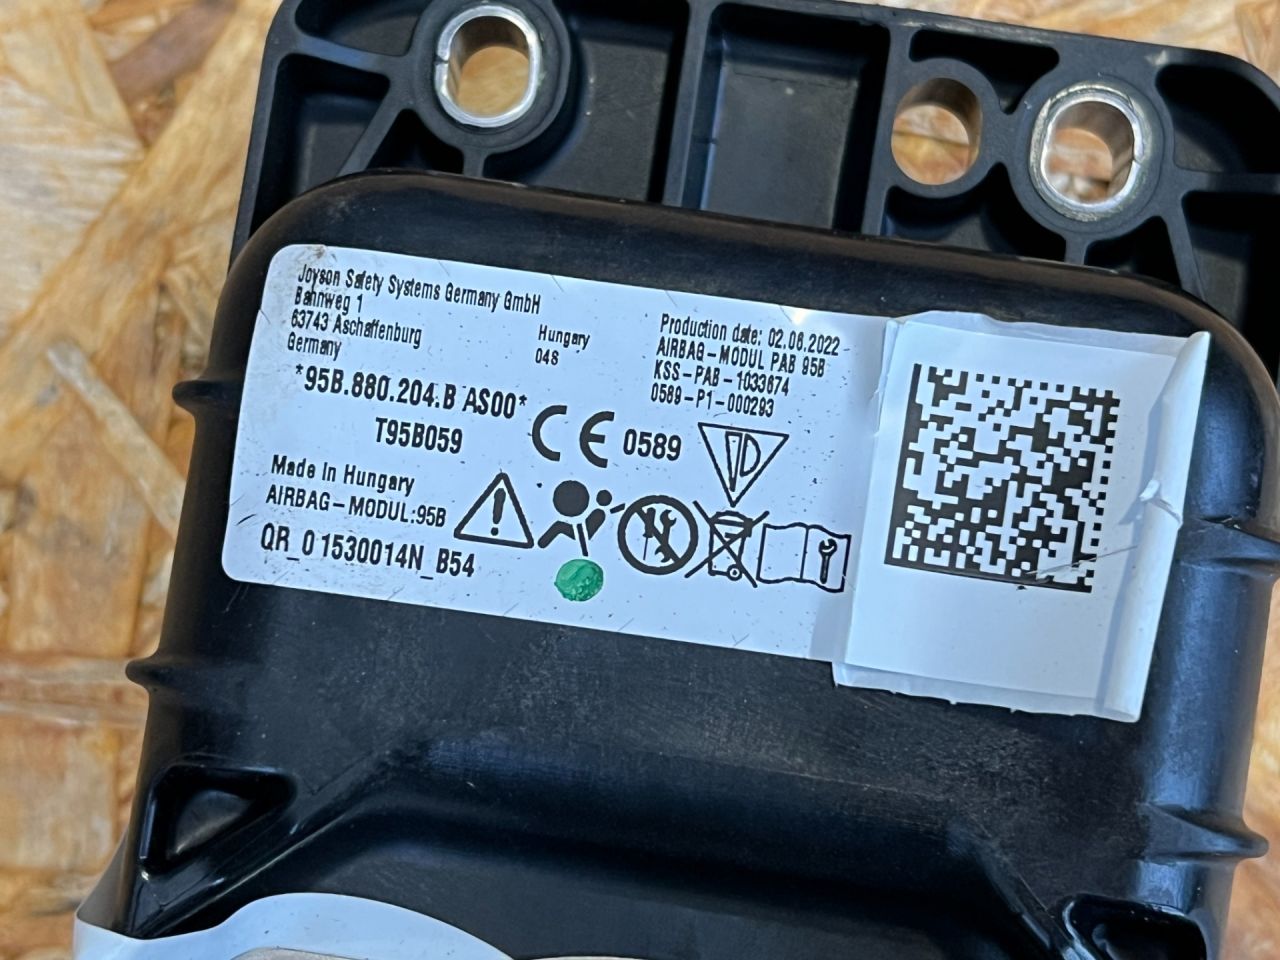 Joyson Safety Systems Germany GmbH
Bahnweg 1
63743 Aschaffenburg
Germany
Hungary
04S
Production date: 02.06.2022
AIRBAG-MODUL PAB 95B
KSS-PAB-1033674
0589-P1-000293
*95B.880.204.B AS00*
T95B059
CE 0589
Made In Hungary
AIRBAG-MODUL:95B
QR_01530014N_B54